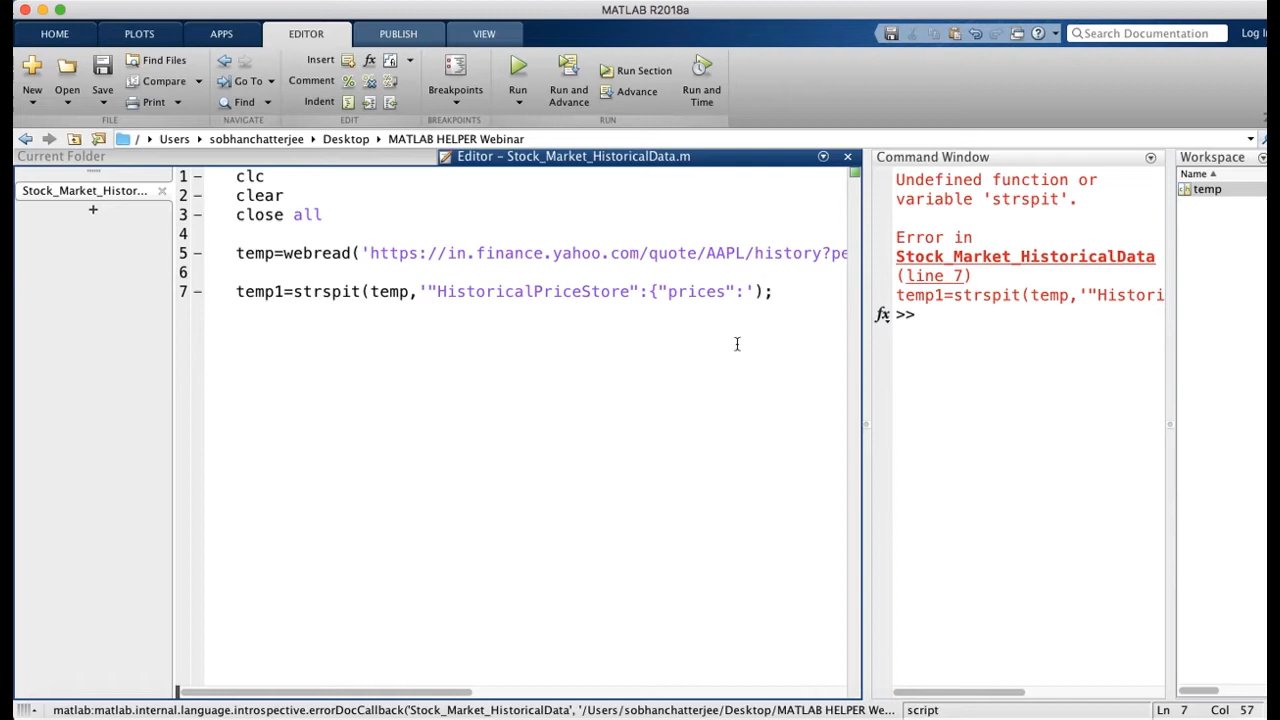 MATLAB R2018a
HOME PLOTS APPS EDITOR PUBLISH VIEW Search Documentation Log
New Open Save Find Files Compare Print Go To Find Insert Comment Indent Breakpoints Run Run and Advance Run Section Advance Run and Time
FILE NAVIGATE EDIT BREAKPOINTS RUN
/ Users sobhanchatterjee Desktop MATLAB HELPER Webinar
Current Folder
Stock_Market_Histor...
+
Editor – Stock_Market_HistoricalData.m
1 – clc
2 – clear
3 – close all
4 –
5 – temp=webread('https://in.finance.yahoo.com/quote/AAPL/history?pe
6 –
7 – temp1=strspit(temp,'"HistoricalPriceStore":{"prices":');
Command Window
Undefined function or
variable 'strspit'.
Error in
Stock_Market_HistoricalData
(line 7)
temp1=strspit(temp,'"Histori
fx >>
Workspace
Name
temp
matlab:matlab.internal.language.introspective.errorDocCallback('Stock_Market_HistoricalData', '/Users/sobhanchatterjee/Desktop/MATLAB HELPER We... script Ln 7 Col 57